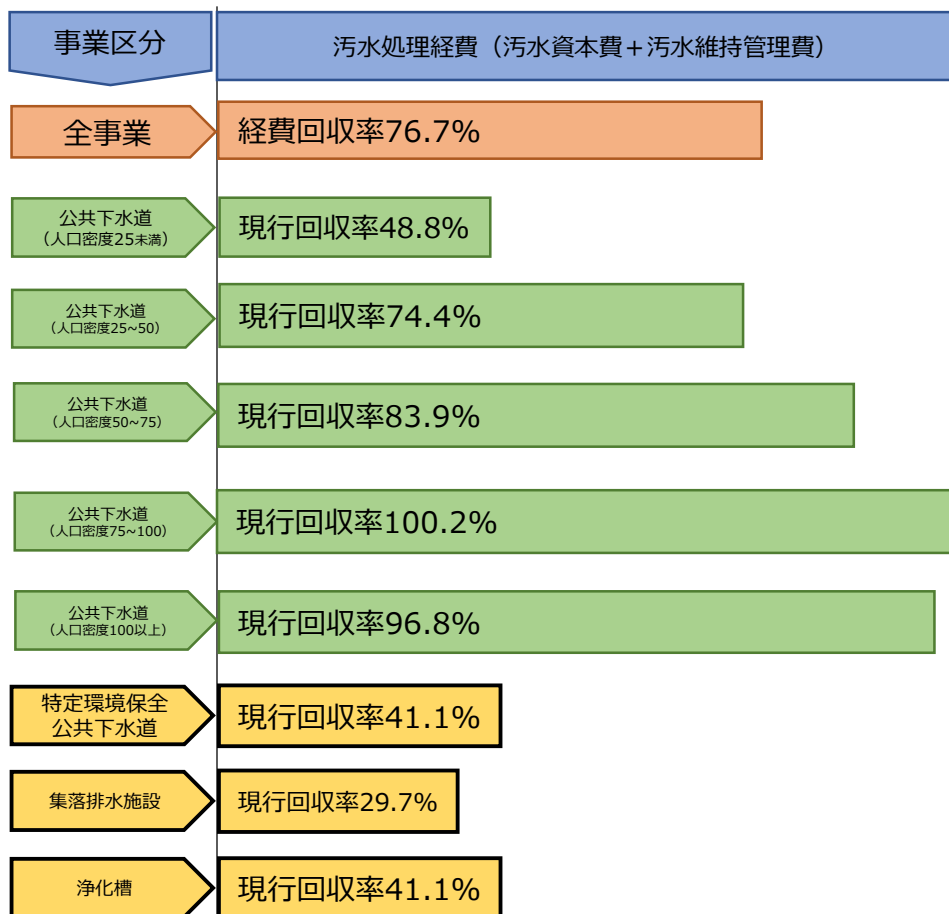 事業区分
汚水処理経費（汚水資本費＋汚水維持管理費）
全事業
経費回収率76.7%
公共下水道
（人口密度25未満）
現行回収率48.8%
公共下水道
（人口密度25~50）
現行回収率74.4%
公共下水道
（人口密度50~75）
現行回収率83.9%
公共下水道
（人口密度75~100）
現行回収率100.2%
公共下水道
（人口密度100以上）
現行回収率96.8%
特定環境保全
公共下水道
現行回収率41.1%
集落排水施設
現行回収率29.7%
浄化槽
現行回収率41.1%